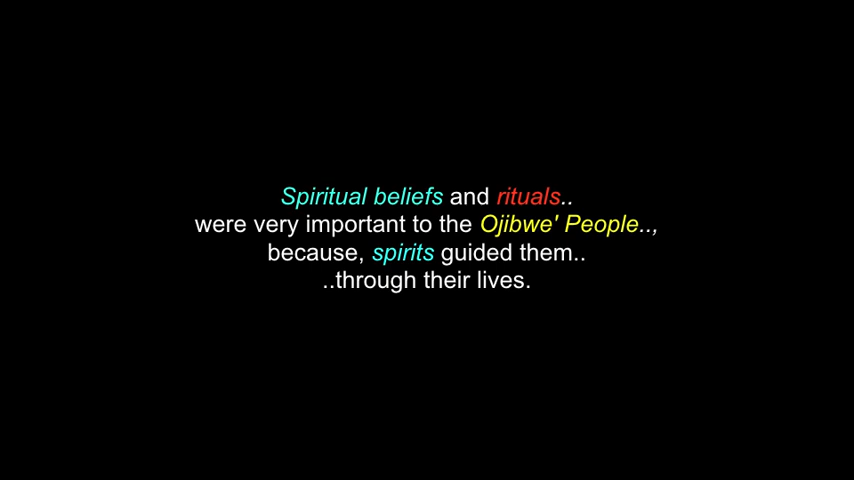 Spiritual beliefs and rituals..
were very important to the Ojibwe' People..,
because, spirits guided them..
..through their lives.